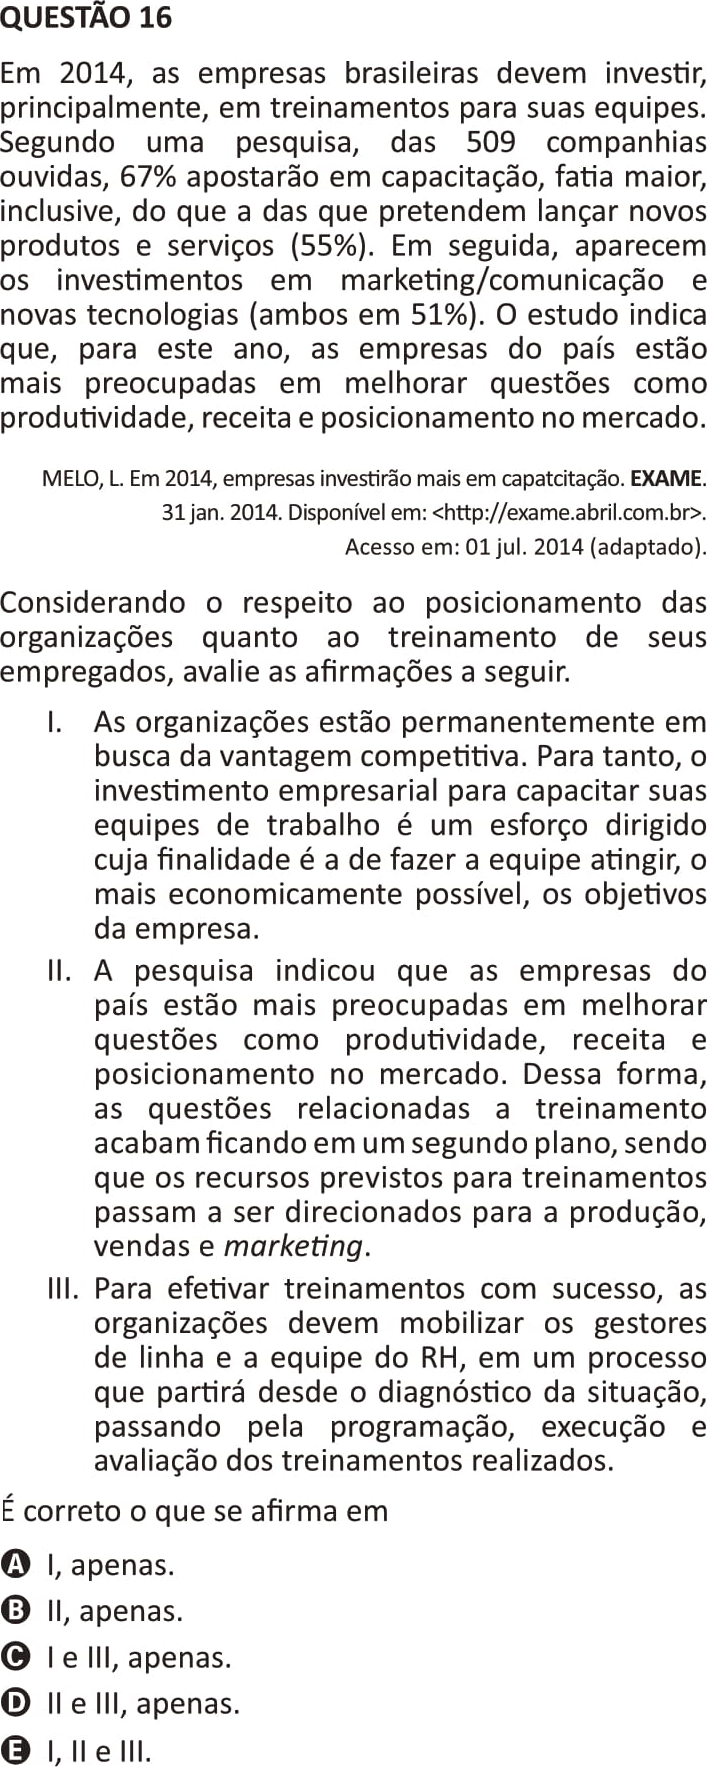 QUESTÃO 16
Em 2014, as empresas brasileiras devem investir,
principalmente, em treinamentos para suas equipes.
Segundo uma pesquisa, das 509 companhias
ouvidas, 67% apostarão em capacitação, fatia maior,
inclusive, do que a das que pretendem lançar novos
produtos e serviços (55%). Em seguida, aparecem
os investimentos em marketing/comunicação e
novas tecnologias (ambos em 51%). O estudo indica
que, para este ano, as empresas do país estão
mais preocupadas em melhorar questões como
produtividade, receita e posicionamento no mercado.
MELO, L. Em 2014, empresas investirão mais em capatcitação. EXAME.
31 jan. 2014. Disponível em: <http://exame.abril.com.br>.
Acesso em: 01 jul. 2014 (adaptado).
Considerando o respeito ao posicionamento das
organizações quanto ao treinamento de seus
empregados, avalie as afirmações a seguir.
I. As organizações estão permanentemente em
busca da vantagem competitiva. Para tanto, o
investimento empresarial para capacitar suas
equipes de trabalho é um esforço dirigido
cuja finalidade é a de fazer a equipe atingir, o
mais economicamente possível, os objetivos
da empresa.
II. A pesquisa indicou que as empresas do
país estão mais preocupadas em melhorar
questões como produtividade, receita e
posicionamento no mercado. Dessa forma,
as questões relacionadas a treinamento
acabam ficando em um segundo plano, sendo
que os recursos previstos para treinamentos
passam a ser direcionados para a produção,
vendas e marketing.
III. Para efetivar treinamentos com sucesso, as
organizações devem mobilizar os gestores
de linha e a equipe do RH, em um processo
que partirá desde o diagnóstico da situação,
passando pela programação, execução e
avaliação dos treinamentos realizados.
É correto o que se afirma em
A I, apenas.
B II, apenas.
C I e III, apenas.
D II e III, apenas.
E I, II e III.